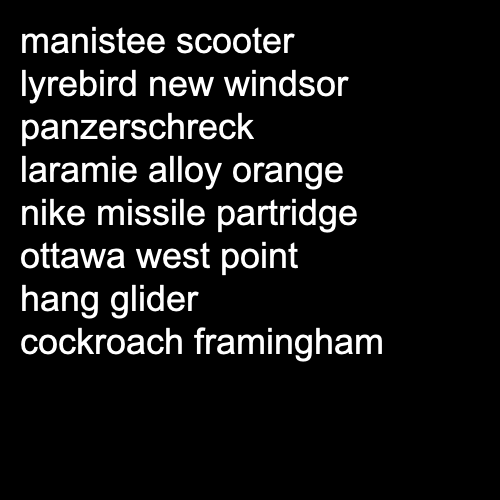 manistee scooter
lyrebird new windsor
panzerschreck
laramie alloy orange
nike missile partridge
ottawa west point
hang glider
cockroach framingham